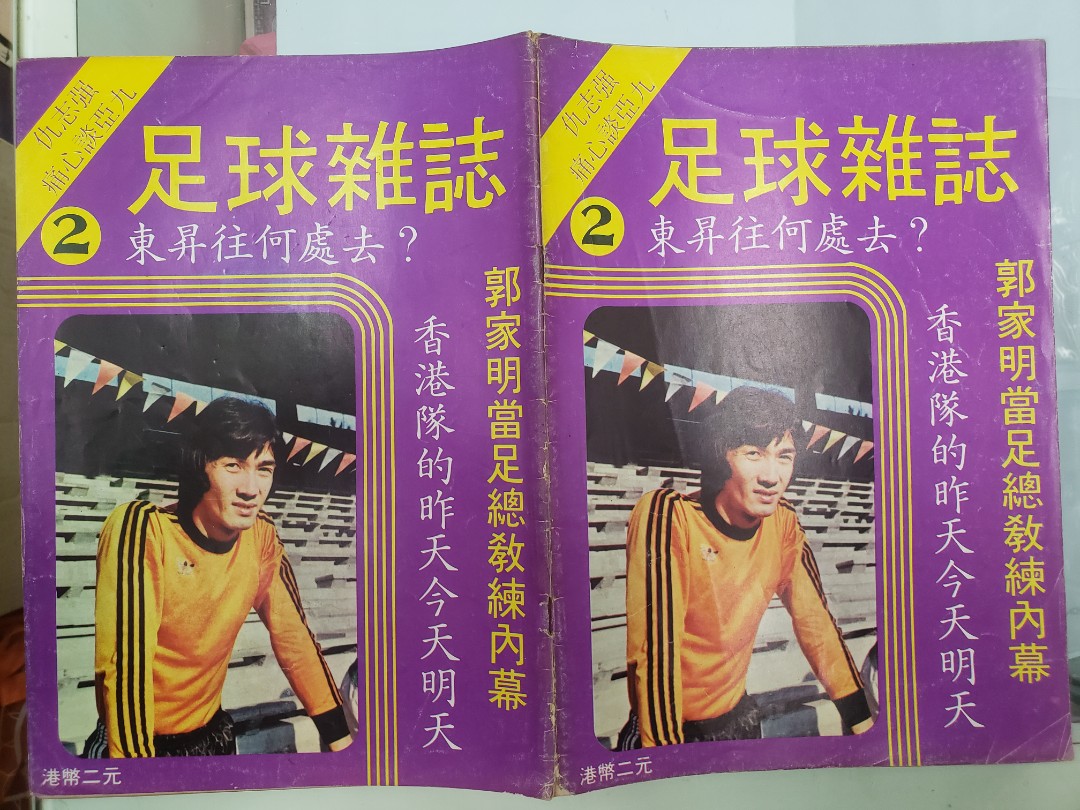 仇志强
痛心談亞九
足球雜誌
2
東昇往何處去？
郭家明當足總教練內幕
香港隊的昨天今天明天
港幣二元
仇志强
痛心談亞九
足球雜誌
2
東昇往何處去？
郭家明當足總教練內幕
香港隊的昨天今天明天
港幣二元